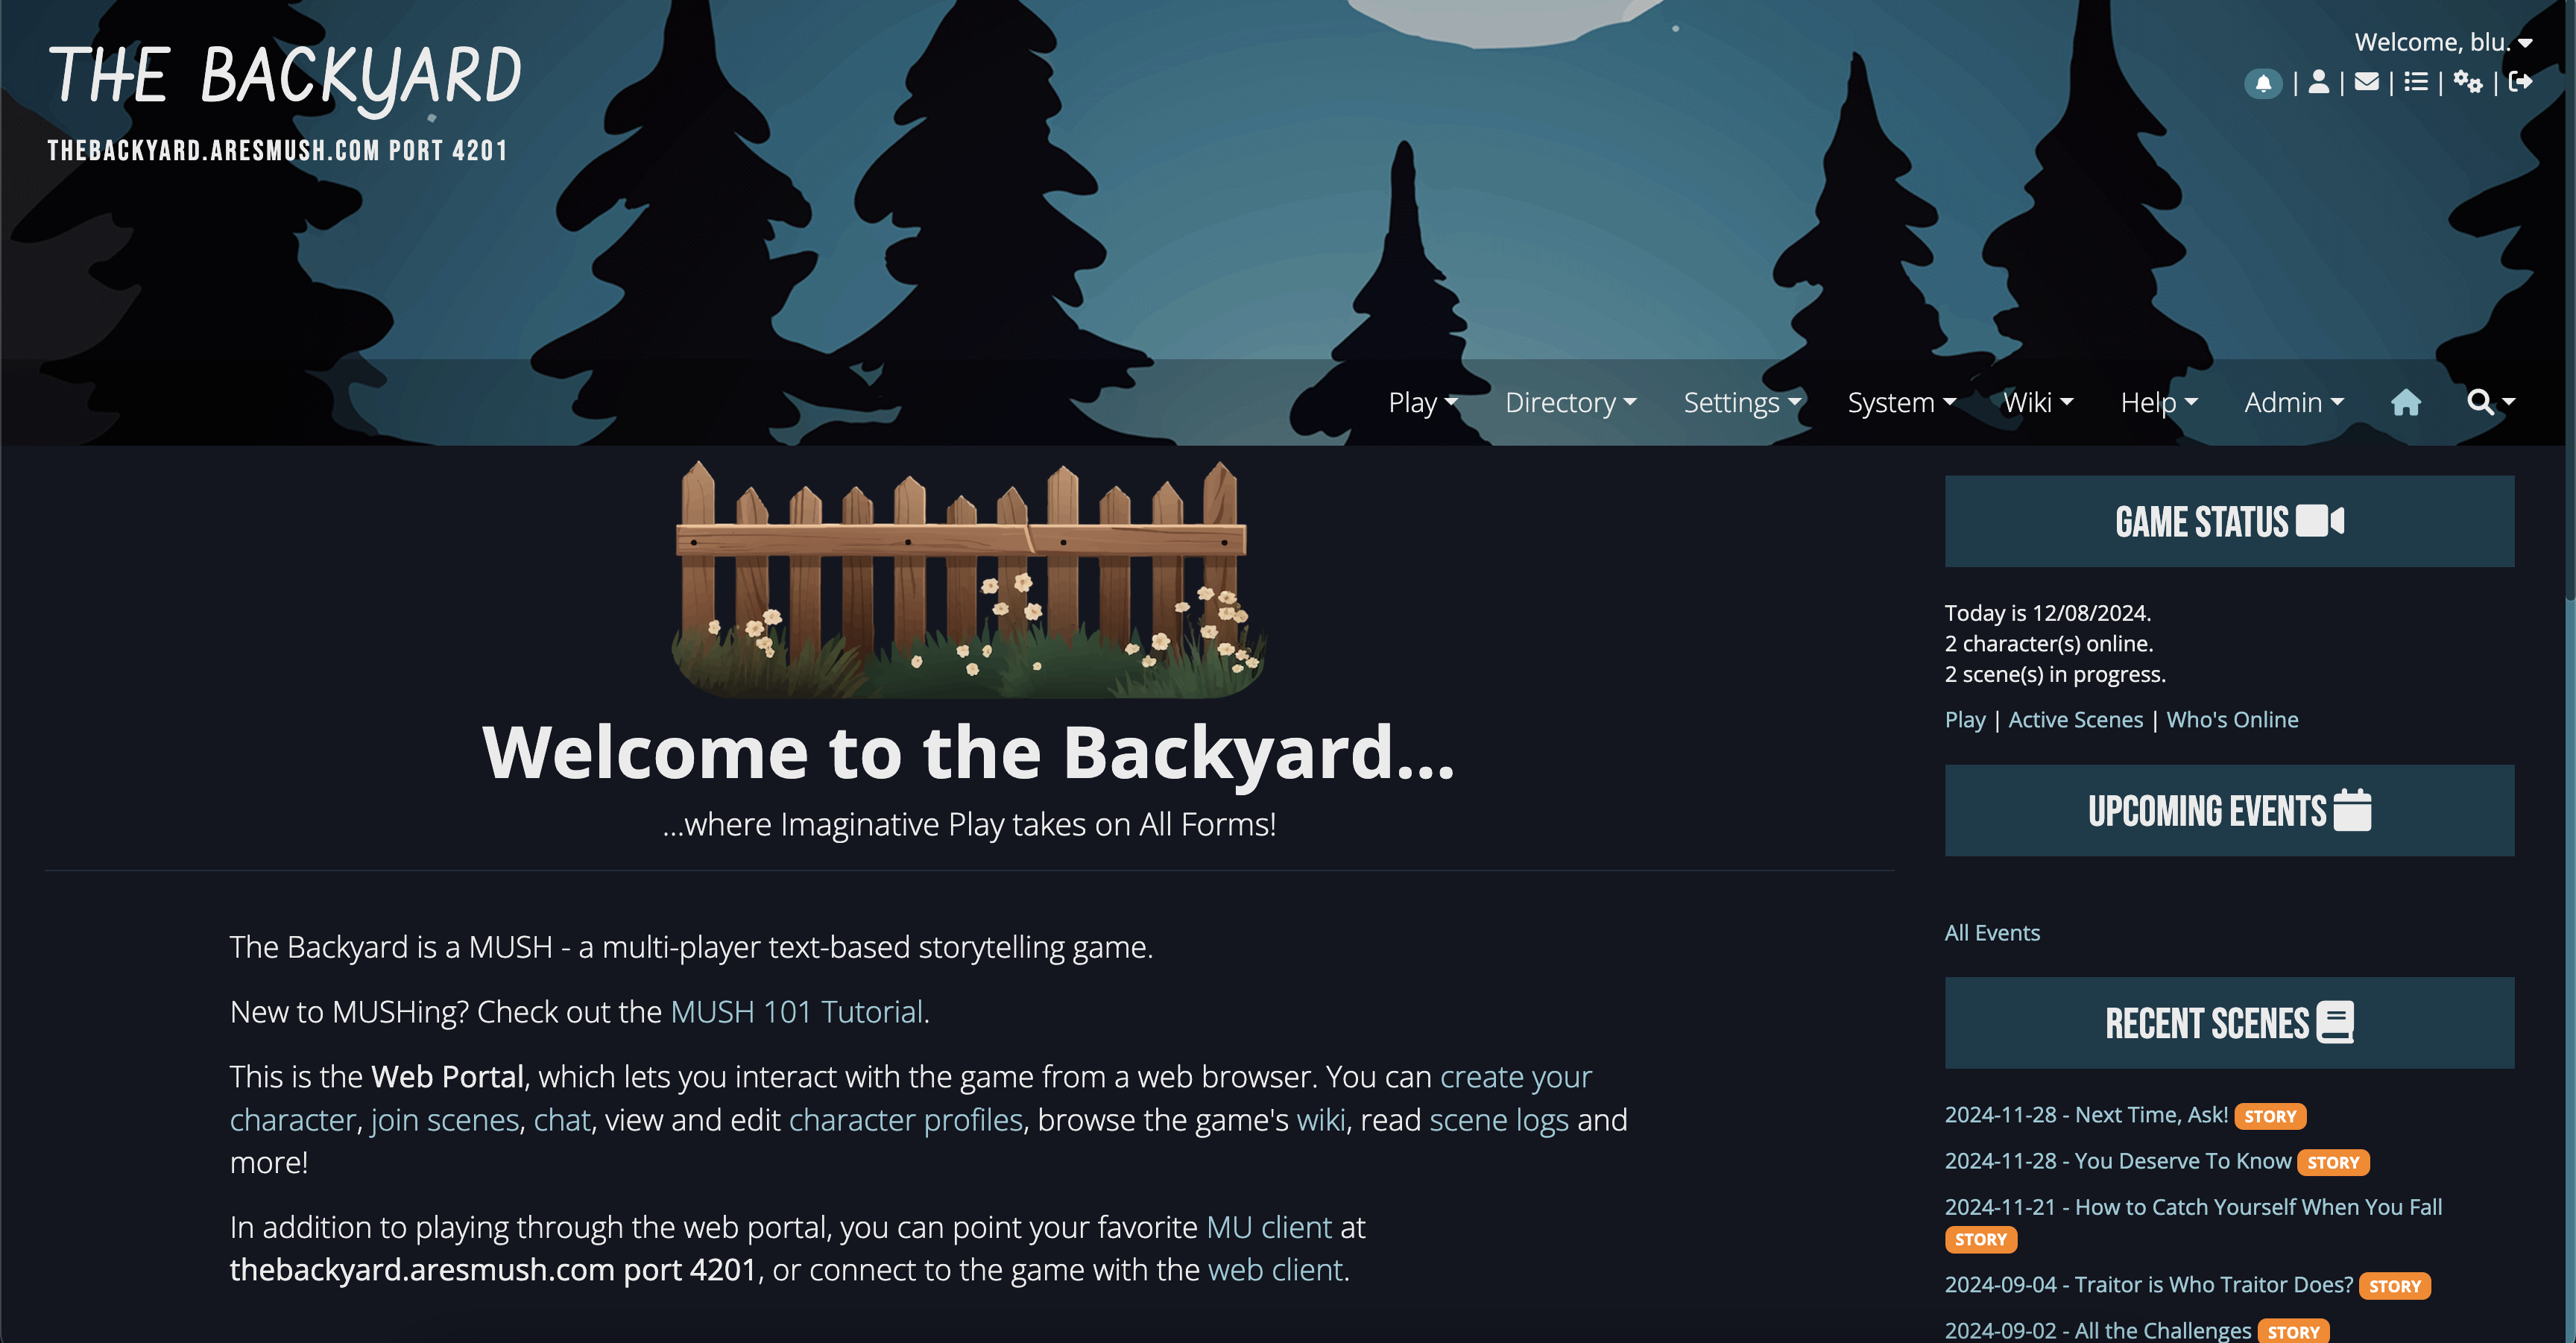 THE BACKYARD
THEBACKYARD.ARESMUSH.COM PORT 4201
Welcome, blu.
Play
Directory
Settings
System
Wiki
Help
Admin
Welcome to the Backyard...
...where Imaginative Play takes on All Forms!
The Backyard is a MUSH - a multi-player text-based storytelling game.
New to MUSHing? Check out the MUSH 101 Tutorial.
This is the Web Portal, which lets you interact with the game from a web browser. You can create your
character, join scenes, chat, view and edit character profiles, browse the game's wiki, read scene logs and
more!
In addition to playing through the web portal, you can point your favorite MU client at
thebackyard.aresmush.com port 4201, or connect to the game with the web client.
GAME STATUS
Today is 12/08/2024.
2 character(s) online.
2 scene(s) in progress.
Play | Active Scenes | Who's Online
UPCOMING EVENTS
All Events
RECENT SCENES
2024-11-28 - Next Time, Ask! STORY
2024-11-28 - You Deserve To Know STORY
2024-11-21 - How to Catch Yourself When You Fall
STORY
2024-09-04 - Traitor is Who Traitor Does? STORY
2024-09-02 - All the Challenges STORY